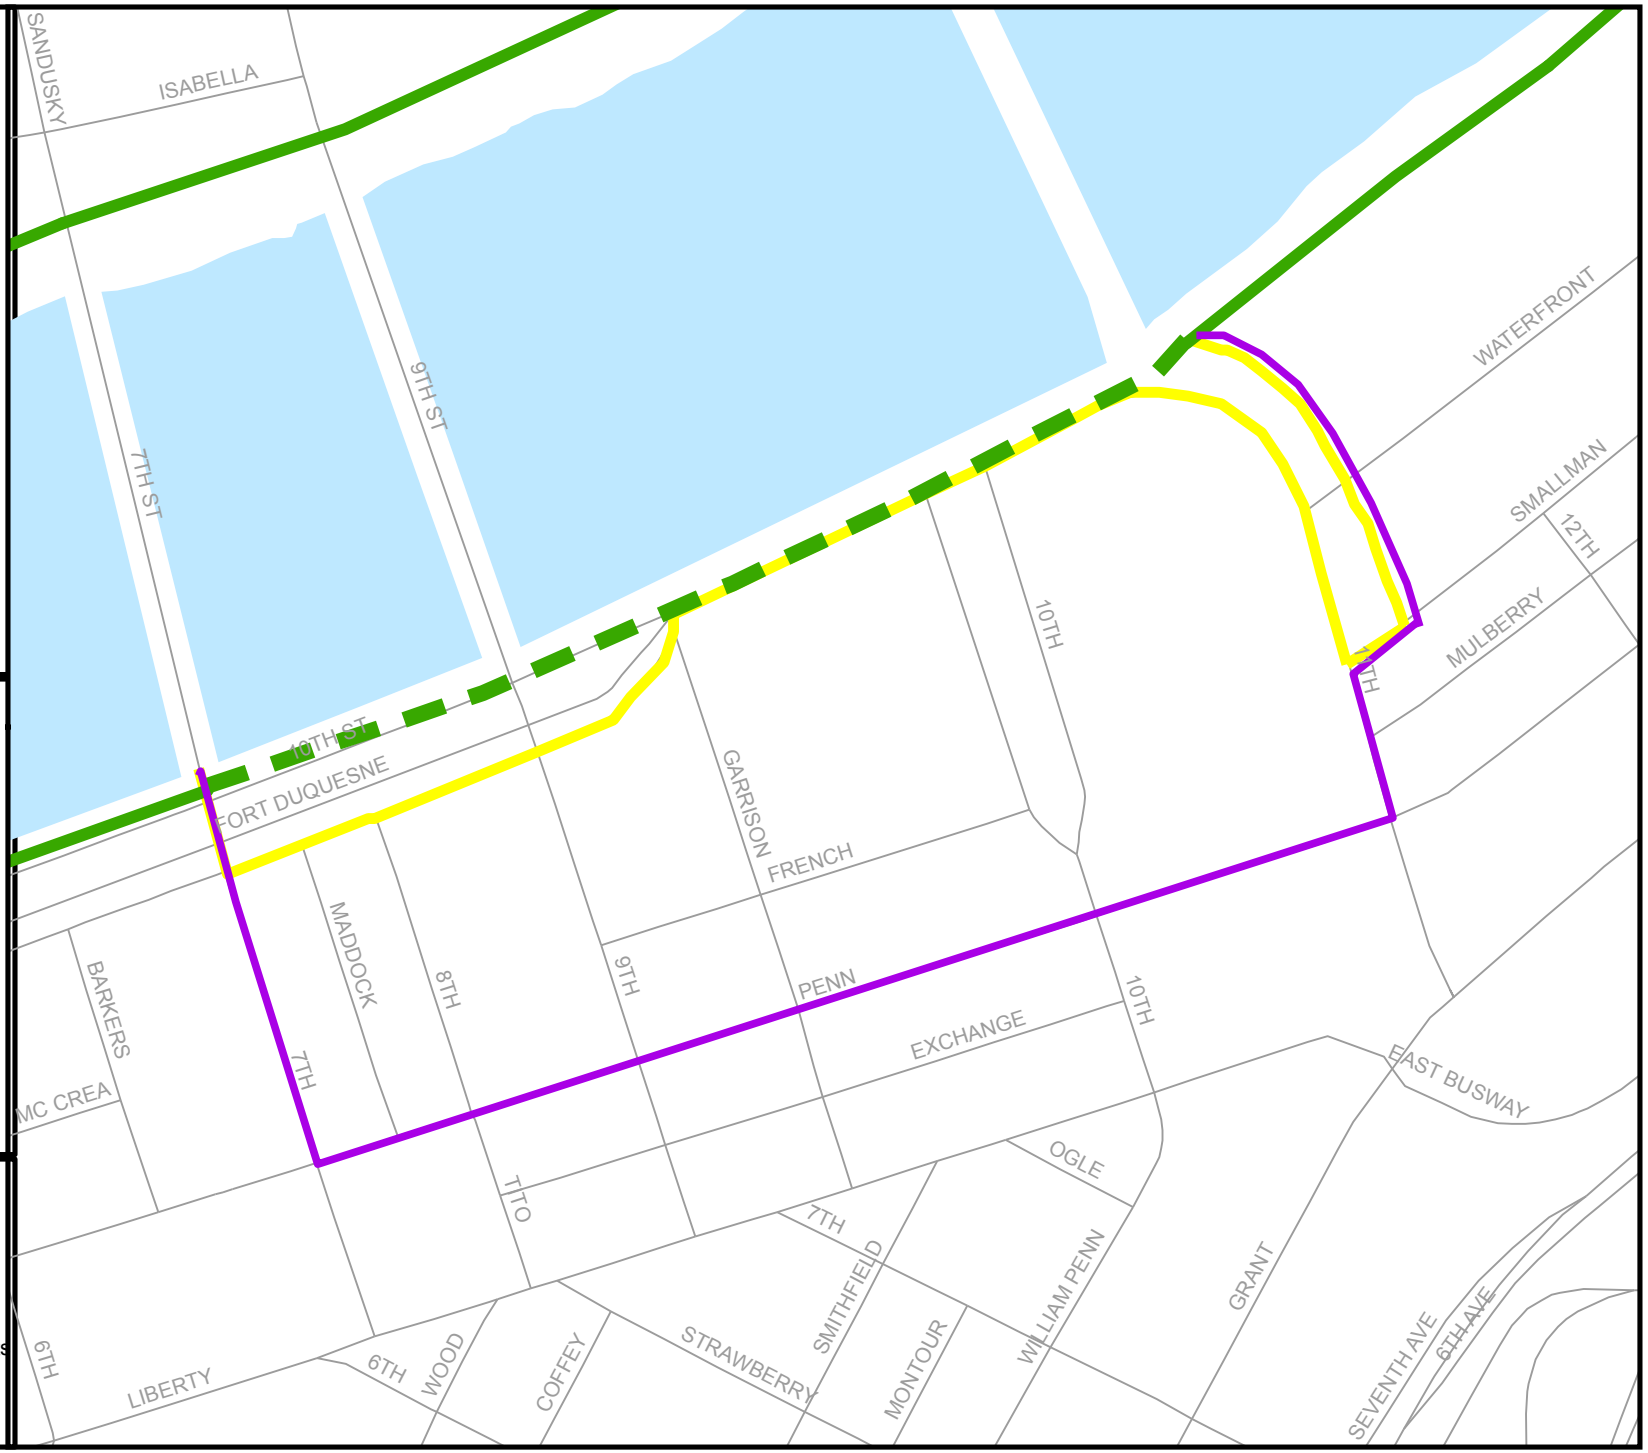 SANDUSKY
ISABELLA
WATERFRONT
9TH ST
7TH ST
SMALLMAN
12TH
10TH
MULBERRY
11TH
10TH ST
FORT DUQUESNE
GARRISON
FRENCH
MADDOCK
8TH
9TH
PENN
BARKERS
10TH
EXCHANGE
7TH
EAST BUSWAY
MC CREA
OGLE
TITO
7TH
SMITHFIELD
WILLIAM PENN
GRANT
6TH
LIBERTY
6TH
WOOD
COFFEY
STRAWBERRY
MONTOUR
SEVENTH AVE
6TH AVE